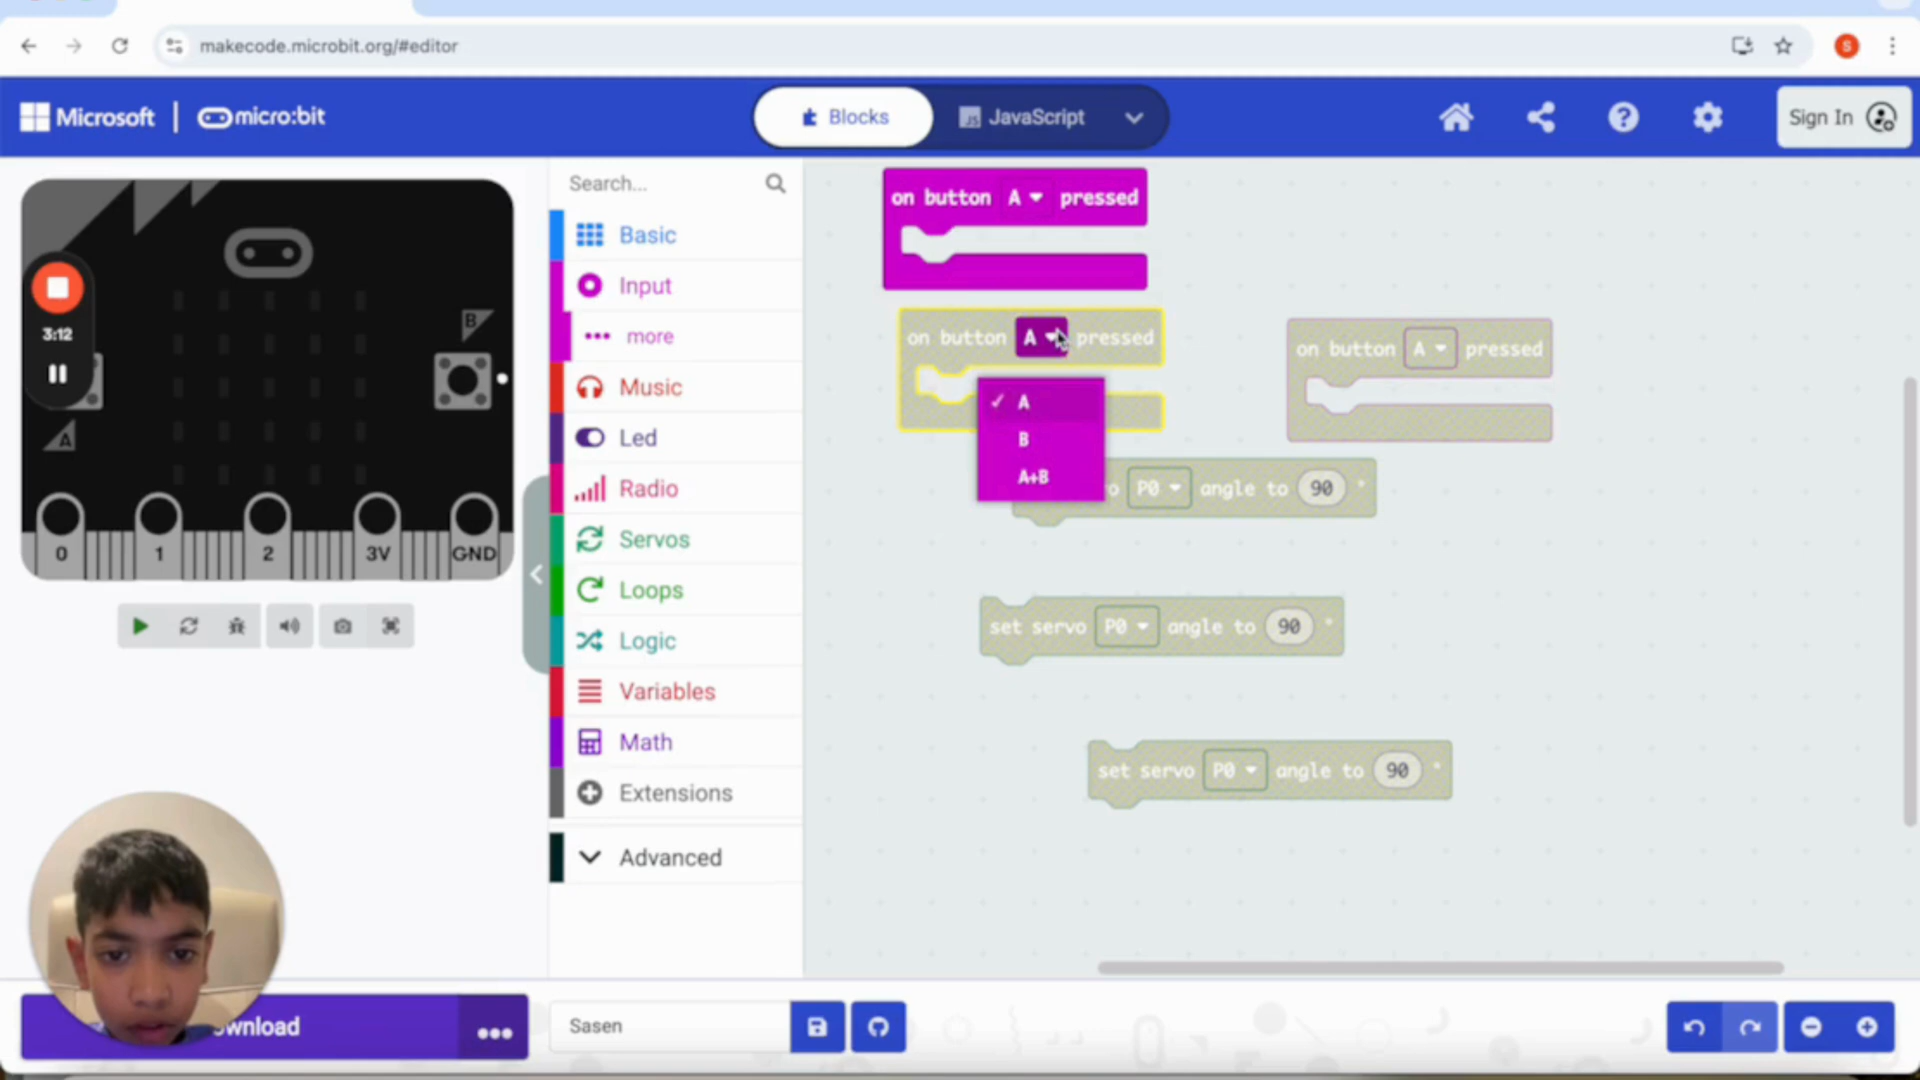 makecode.microbit.org/#editor
S
Microsoft
micro:bit
Blocks
JS JavaScript
Sign In
Search...
Basic
Input
more
Music
Led
Radio
Servos
Loops
Logic
Variables
Math
Extensions
Advanced
3:12
B
A
0 1 2 3V GND
on button A pressed
on button A pressed
A
B
A+B
on button A pressed
P0 angle to 90 °
set servo P0 angle to 90 °
set servo P0 angle to 90 °
Sasen